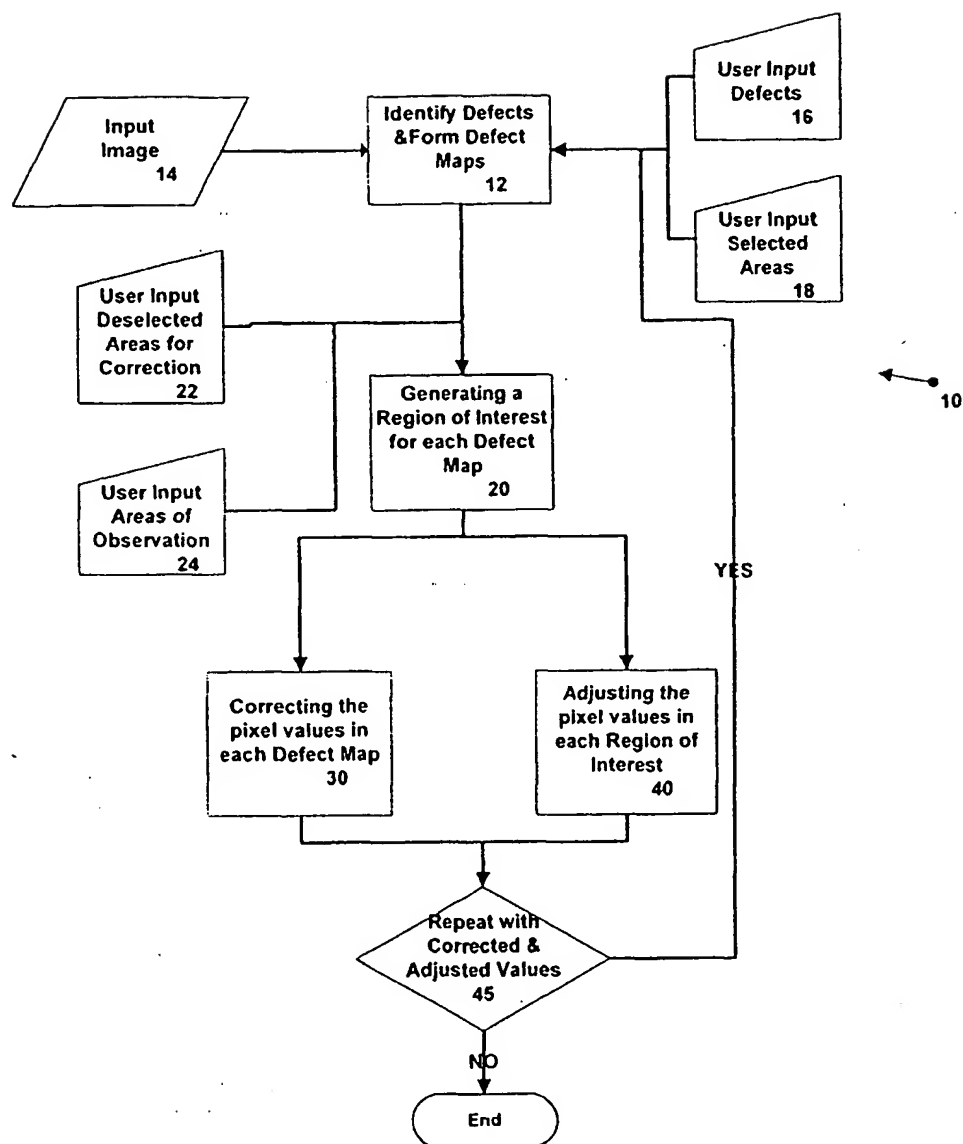 User Input
Defects
16
Input
Image
14
Identify Defects
&Form Defect
Maps
12
User Input
Selected
Areas
18
User Input
Deselected
Areas for
Correction
22
Generating a
Region of Interest
for each Defect
Map
20
10
User Input
Areas of
Observation
24
YES
Correcting the
pixel values in
each Defect Map
30
Adjusting the
pixel values in
each Region of
Interest
40
Repeat with
Corrected &
Adjusted Values
45
NO
End